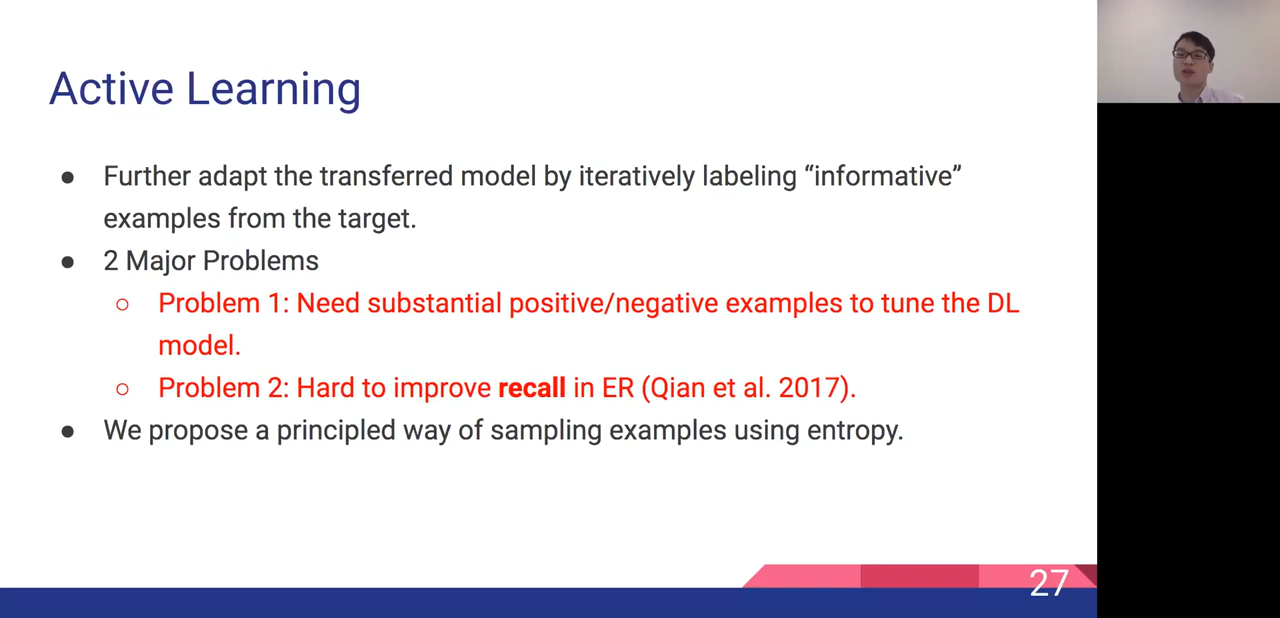 Active Learning
● Further adapt the transferred model by iteratively labeling “informative”
examples from the target.
● 2 Major Problems
○ Problem 1: Need substantial positive/negative examples to tune the DL
model.
○ Problem 2: Hard to improve recall in ER (Qian et al. 2017).
● We propose a principled way of sampling examples using entropy.
27